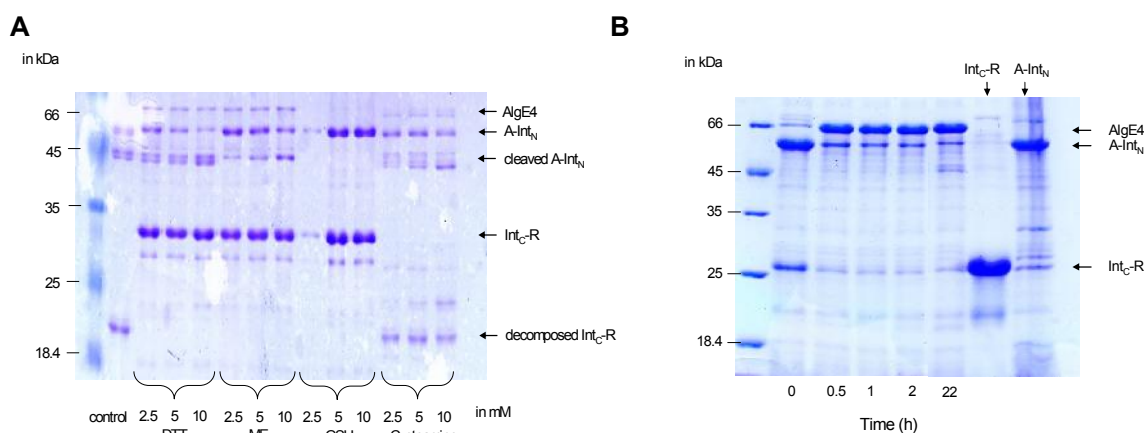 A
in kDa
66
45
35
25
18.4
AlgE4
A-IntN
cleaved A-IntN
IntC-R
decomposed IntC-R
control 2.5 5 10 2.5 5 10 2.5 5 10 2.5 5 10 in mM
B
in kDa
IntC-R A-IntN
66
45
35
25
18.4
AlgE4
A-IntN
IntC-R
0 0.5 1 2 22
Time (h)